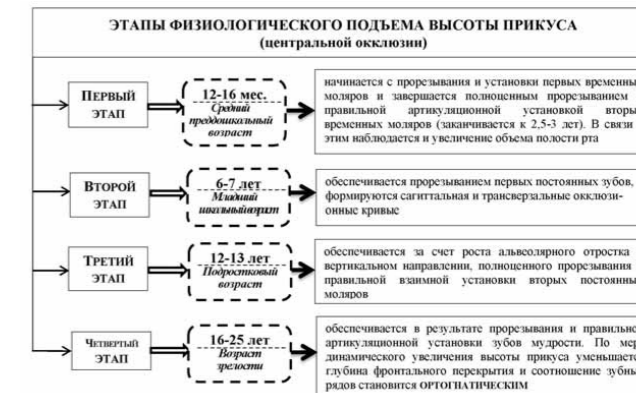 ЭТАПЫ ФИЗИОЛОГИЧЕСКОГО ПОДЪЕМА ВЫСОТЫ ПРИКУСА
(центральной окклюзии)
ПЕРВЫЙ
ЭТАП
12-16 мес.
Средний
преддошкольный
возраст
начинается с прорезывания и установки первых временных
моляров и завершается полноценным прорезыванием
правильной артикуляционной установкой вторых
временных моляров (заканчивается к 2,5-3 лет). В связи
этим наблюдается и увеличение объема полости рта
ВТОРОЙ
ЭТАП
6-7 лет
Младший
школьный возраст
обеспечивается прорезыванием первых постоянных зубов,
формируются сагиттальная и трансверзальные окклюзи-
онные кривые
ТРЕТИЙ
ЭТАП
12-13 лет
Подростковый
возраст
обеспечивается за счет роста альвеолярного отростка
вертикальном направлении, полноценного прорезывания
правильной взаимной установки вторых постоянных
моляров
ЧЕТВЕРТЫЙ
ЭТАП
16-25 лет
Возраст
зрелости
обеспечивается в результате прорезывания и правильно
артикуляционной установки зубов мудрости. По мер
динамического увеличения высоты прикуса уменьшаетс
глубина фронтального перекрытия и соотношение зубны
рядов становится ОРТОГНАТИЧЕСКИМ